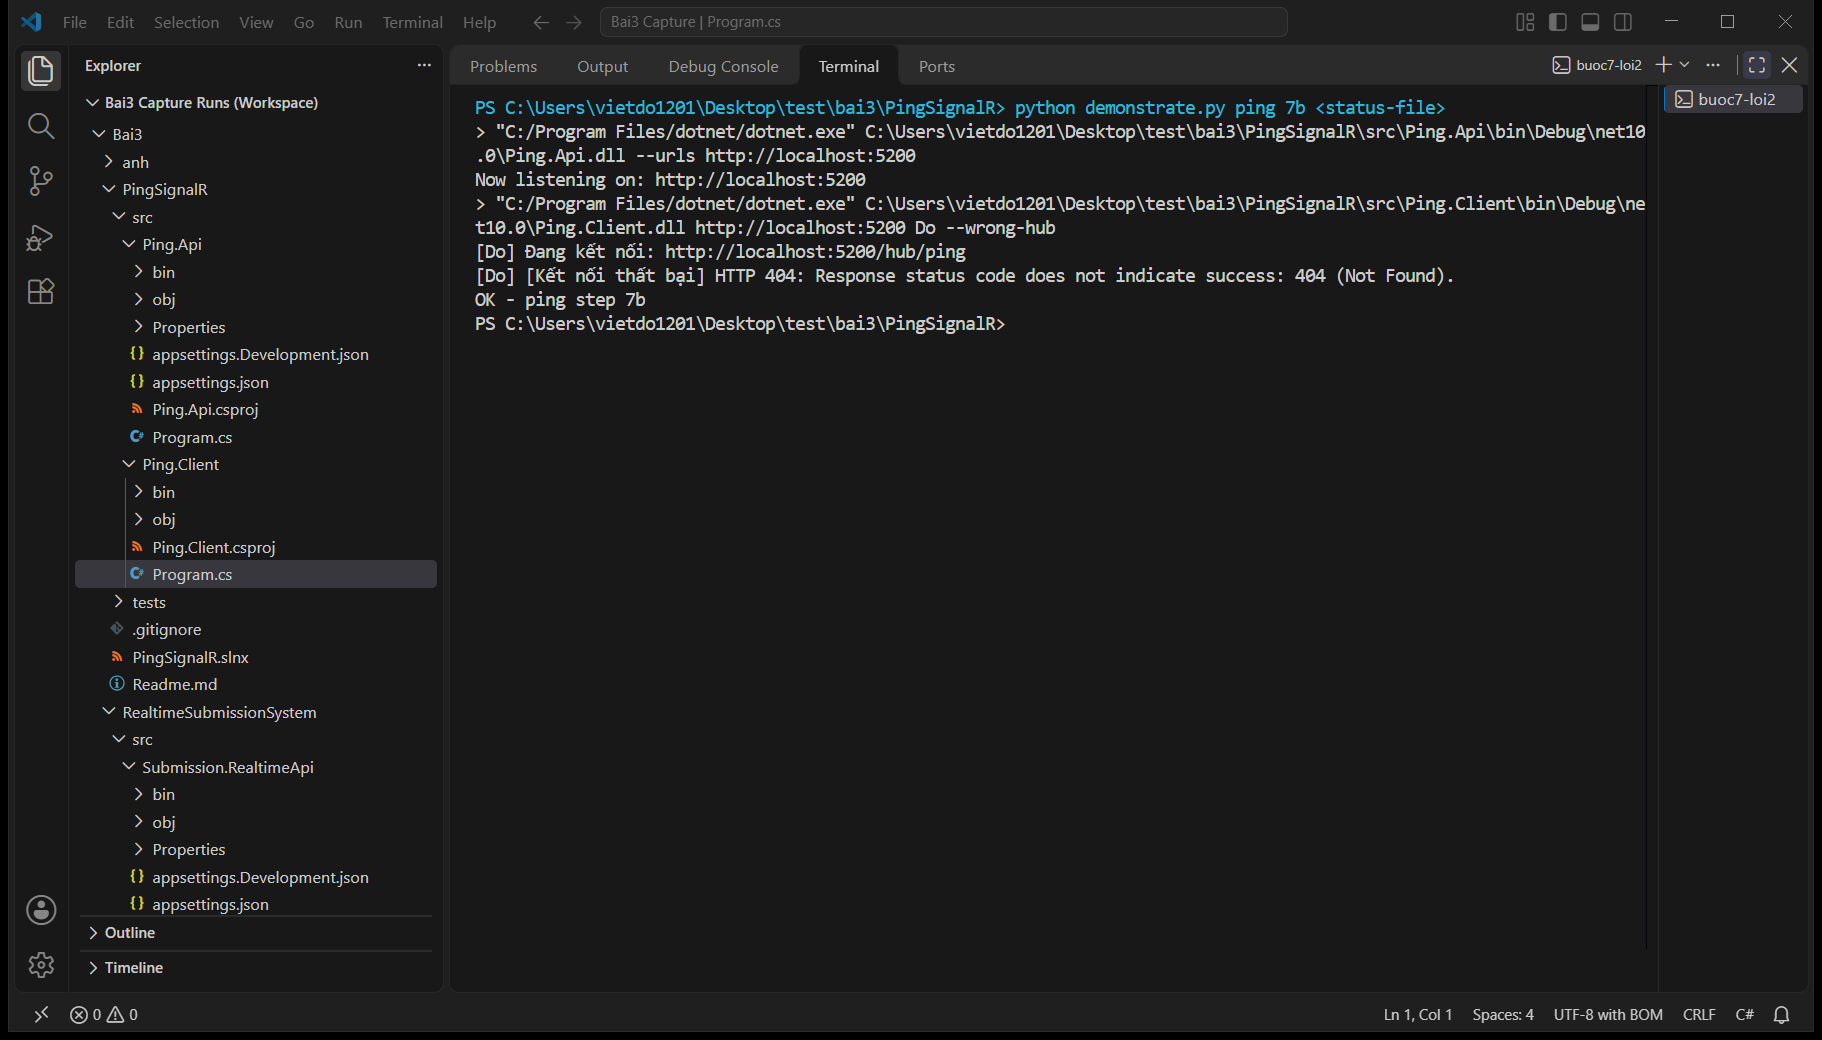 File Edit Selection View Go Run Terminal Help
Bai3 Capture | Program.cs
Explorer
Bai3 Capture Runs (Workspace)
Bai3
anh
PingSignalR
src
Ping.Api
bin
obj
Properties
{} appsettings.Development.json
{} appsettings.json
Ping.Api.csproj
C# Program.cs
Ping.Client
bin
obj
Ping.Client.csproj
C# Program.cs
tests
.gitignore
PingSignalR.slnx
Readme.md
RealtimeSubmissionSystem
src
Submission.RealtimeApi
bin
obj
Properties
{} appsettings.Development.json
{} appsettings.json
Outline
Timeline
Problems Output Debug Console Terminal Ports
buoc7-loi2
buoc7-loi2
PS C:\Users\vietdo1201\Desktop\test\bai3\PingSignalR> python demonstrate.py ping 7b <status-file>
> "C:/Program Files/dotnet/dotnet.exe" C:\Users\vietdo1201\Desktop\test\bai3\PingSignalR\src\Ping.Api\bin\Debug\net10
.0\Ping.Api.dll --urls http://localhost:5200
Now listening on: http://localhost:5200
> "C:/Program Files/dotnet/dotnet.exe" C:\Users\vietdo1201\Desktop\test\bai3\PingSignalR\src\Ping.Client\bin\Debug\ne
t10.0\Ping.Client.dll http://localhost:5200 Do --wrong-hub
[Do] Đang kết nối: http://localhost:5200/hub/ping
[Do] [Kết nối thất bại] HTTP 404: Response status code does not indicate success: 404 (Not Found).
OK - ping step 7b
PS C:\Users\vietdo1201\Desktop\test\bai3\PingSignalR>
0 0
Ln 1, Col 1 Spaces: 4 UTF-8 with BOM CRLF C#